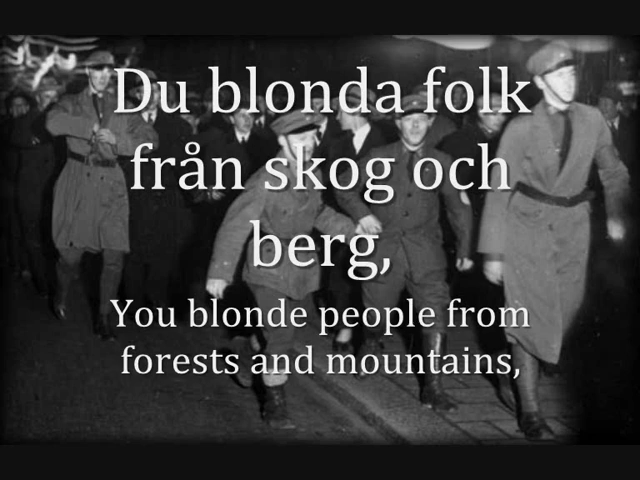 Du blonda folk
från skog och
berg,
You blonde people from
forests and mountains,